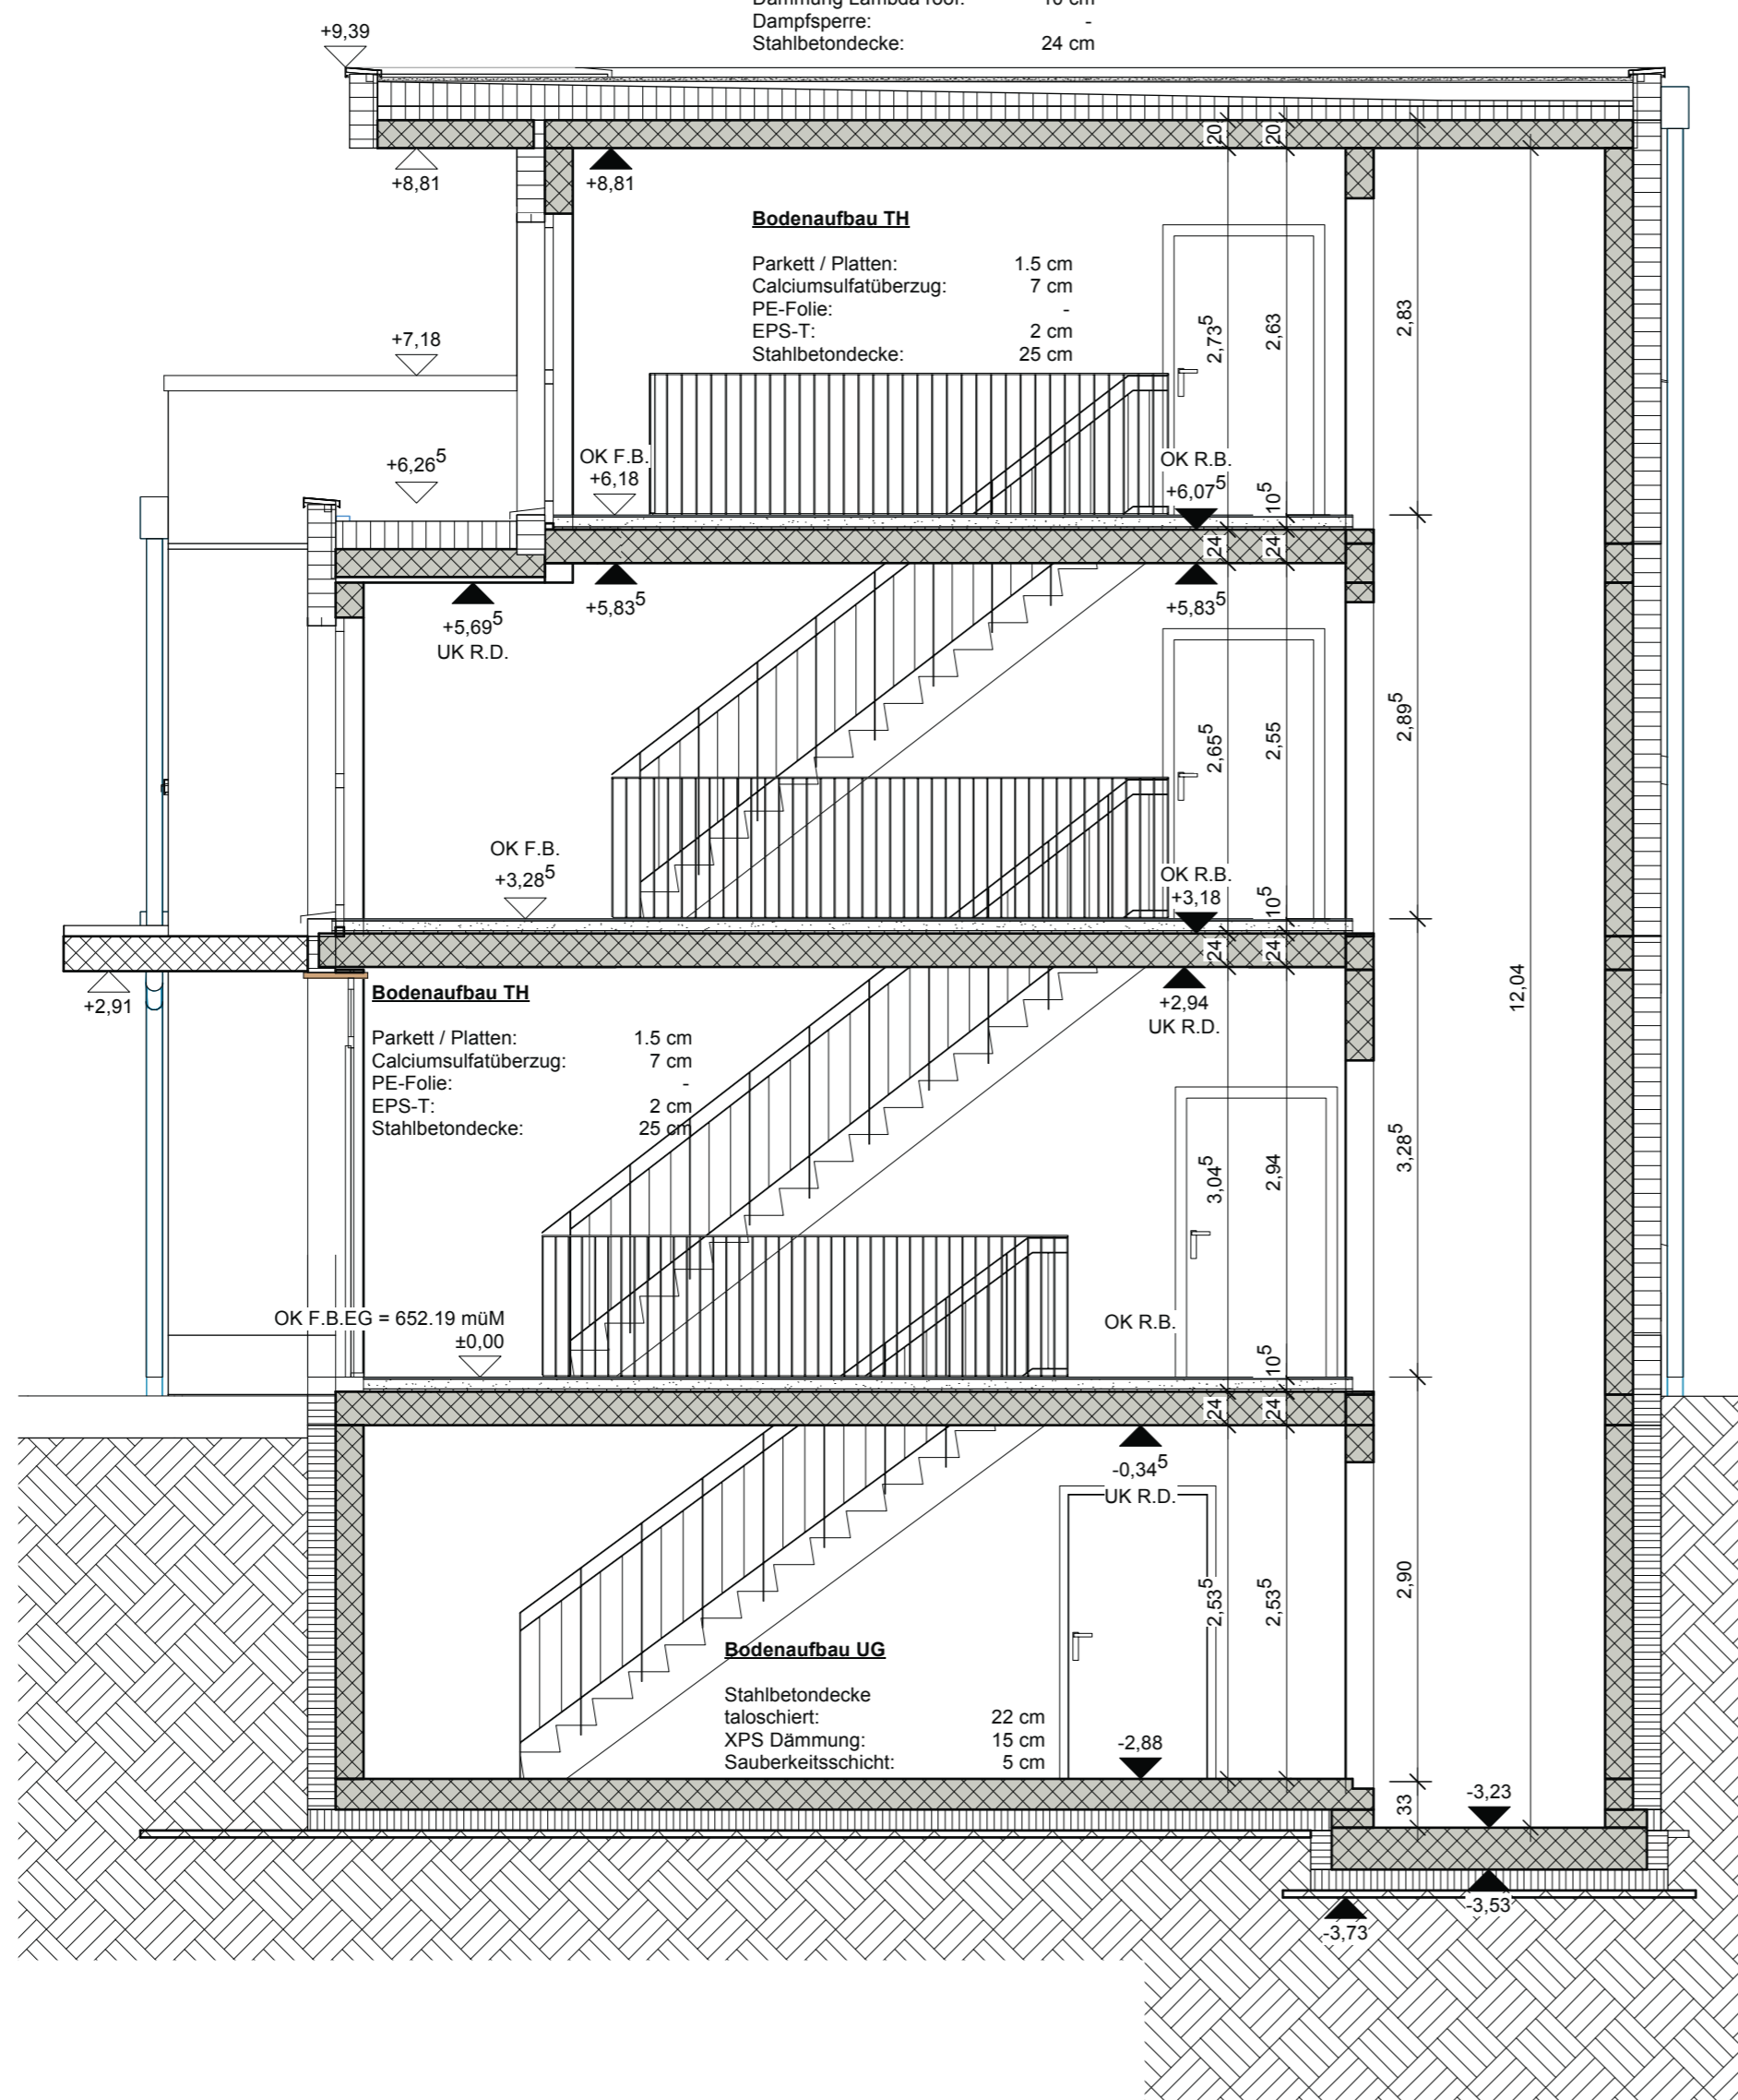 Dämmung Lambda roof: 10 cm
Dampfsperre: -
Stahlbetondecke: 24 cm
+9,39
20 20
+8,81 +8,81
Bodenaufbau TH
Parkett / Platten: 1.5 cm
Calciumsulfatüberzug: 7 cm
PE-Folie: -
EPS-T: 2 cm
Stahlbetondecke: 25 cm
2,73⁵ 2,63 2,83
+7,18
+6,26⁵
OK F.B.
+6,18
OK R.B.
+6,07⁵
10⁵
24 24
+5,69⁵
UK R.D.
+5,83⁵ +5,83⁵
2,65⁵ 2,55 2,89⁵
OK F.B.
+3,28⁵
OK R.B.
+3,18
10⁵
24 24
+2,91
+2,94
UK R.D.
12,04
Bodenaufbau TH
Parkett / Platten: 1.5 cm
Calciumsulfatüberzug: 7 cm
PE-Folie: -
EPS-T: 2 cm
Stahlbetondecke: 25 cm
3,04⁵ 2,94 3,28⁵
OK F.B.EG = 652.19 müM
±0,00
OK R.B.
10⁵
24 24
-0,34⁵
UK R.D.
2,53⁵ 2,53⁵ 2,90
Bodenaufbau UG
Stahlbetondecke
taloschiert: 22 cm
XPS Dämmung: 15 cm
Sauberkeitsschicht: 5 cm
-2,88
33
-3,23
-3,53
-3,73